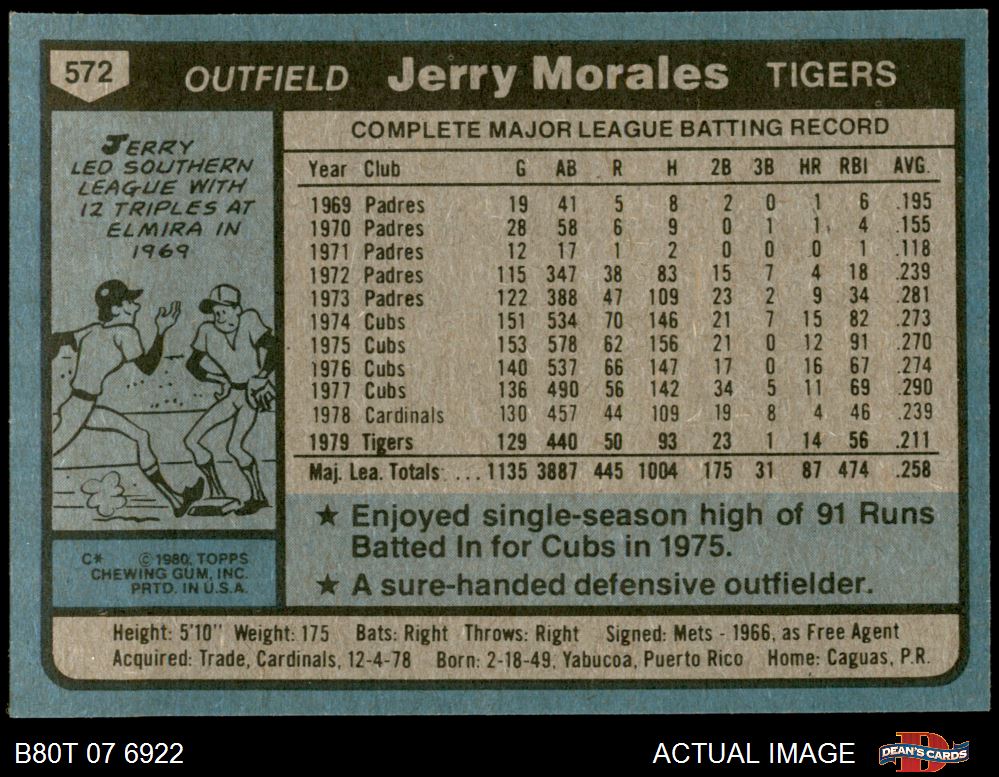 572 OUTFIELD Jerry Morales TIGERS
JERRY
LED SOUTHERN
LEAGUE WITH
12 TRIPLES AT
ELMIRA IN
1969
COMPLETE MAJOR LEAGUE BATTING RECORD
Year Club G AB R H 2B 3B HR RBI AVG.
1969 Padres 19 41 5 8 2 0 1 6 .195
1970 Padres 28 58 6 9 0 1 1 4 .155
1971 Padres 12 17 1 2 0 0 0 1 .118
1972 Padres 115 347 38 83 15 7 4 18 .239
1973 Padres 122 388 47 109 23 2 9 34 .281
1974 Cubs 151 534 70 146 21 7 15 82 .273
1975 Cubs 153 578 62 156 21 0 12 91 .270
1976 Cubs 140 537 66 147 17 0 16 67 .274
1977 Cubs 136 490 56 142 34 5 11 69 .290
1978 Cardinals 130 457 44 109 19 8 4 46 .239
1979 Tigers 129 440 50 93 23 1 14 56 .211
Maj. Lea. Totals .... 1135 3887 445 1004 175 31 87 474 .258
★ Enjoyed single-season high of 91 Runs
Batted In for Cubs in 1975.
★ A sure-handed defensive outfielder.
C* ©1980, TOPPS
CHEWING GUM, INC.
PRTD. IN U.S.A.
Height: 5'10" Weight: 175 Bats: Right Throws: Right Signed: Mets - 1966, as Free Agent
Acquired: Trade, Cardinals, 12-4-78 Born: 2-18-49, Yabucoa, Puerto Rico Home: Caguas, P.R.
B80T 07 6922 ACTUAL IMAGE DEAN'S CARDS